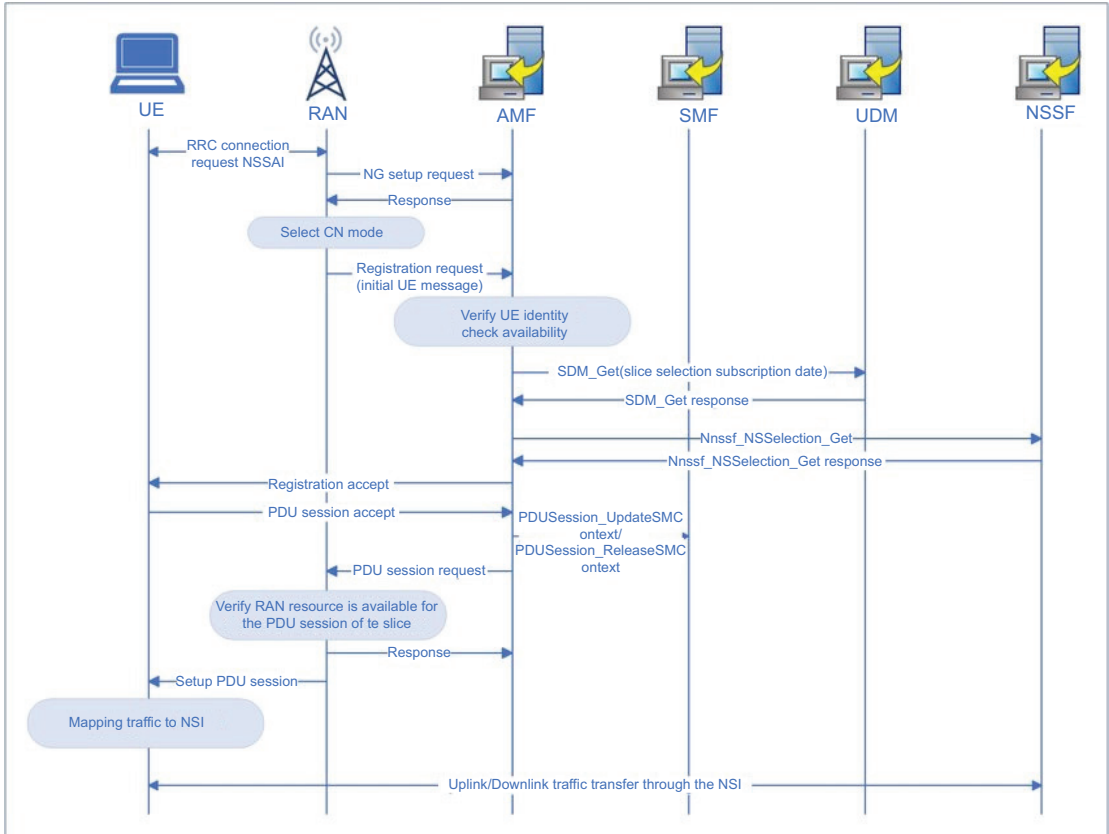 UE
RAN
AMF
SMF
UDM
NSSF
RRC connection
request NSSAI
NG setup request
Response
Select CN mode
Registration request
(initial UE message)
Verify UE identity
check availability
SDM_Get(slice selection subscription date)
SDM_Get response
Nnssf_NSSelection_Get
Nnssf_NSSelection_Get response
Registration accept
PDU session accept
PDUSession_UpdateSMC
ontext/
PDUSession_ReleaseSMC
ontext
PDU session request
Verify RAN resource is available for
the PDU session of te slice
Response
Setup PDU session
Mapping traffic to NSI
Uplink/Downlink traffic transfer through the NSI